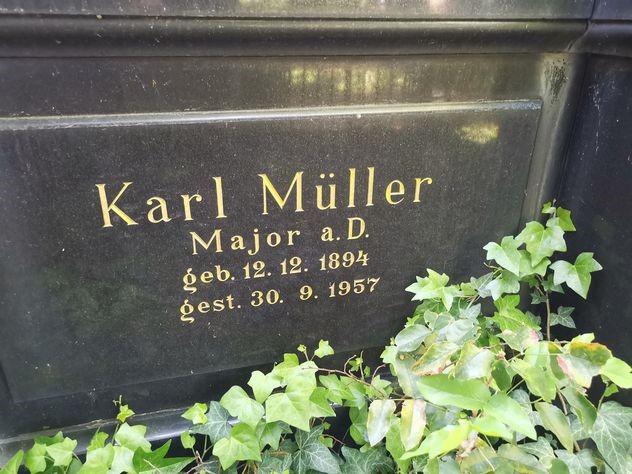 Karl Müller
Major a.D.
geb. 12. 12. 1894
gest. 30. 9. 1957